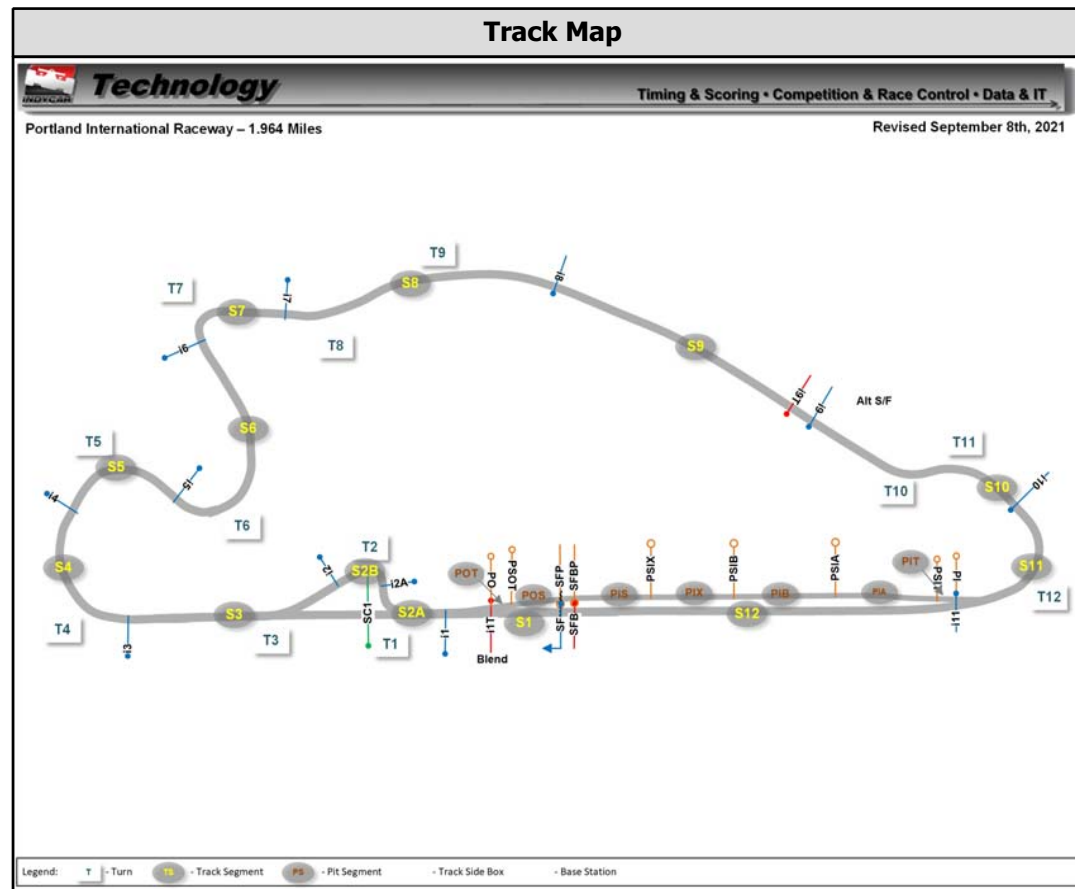 Track Map
INDYCAR
Technology
Timing & Scoring • Competition & Race Control • Data & IT
Portland International Raceway – 1.964 Miles
Revised September 8th, 2021
T9
S8
i8
T7
i7
S7
T8
i6
S9
i9T
i9
Alt S/F
S6
T5
S5
i5
i4
T6
T11
S10
i10
T10
S4
T4
i3
S3
T3
i2
T2
S2B
i2A
SC1
S2A
T1
i1
POT
PO
i1T
Blend
PSOT
POS
S1
SFP
SF
SFBP
SFB
PIS
PSIX
PIX
PSIB
PIB
S12
PSIA
PIA
PIT
PSIT
PI
i11
S11
T12
Legend: T - Turn TS - Track Segment PS - Pit Segment - Track Side Box - Base Station